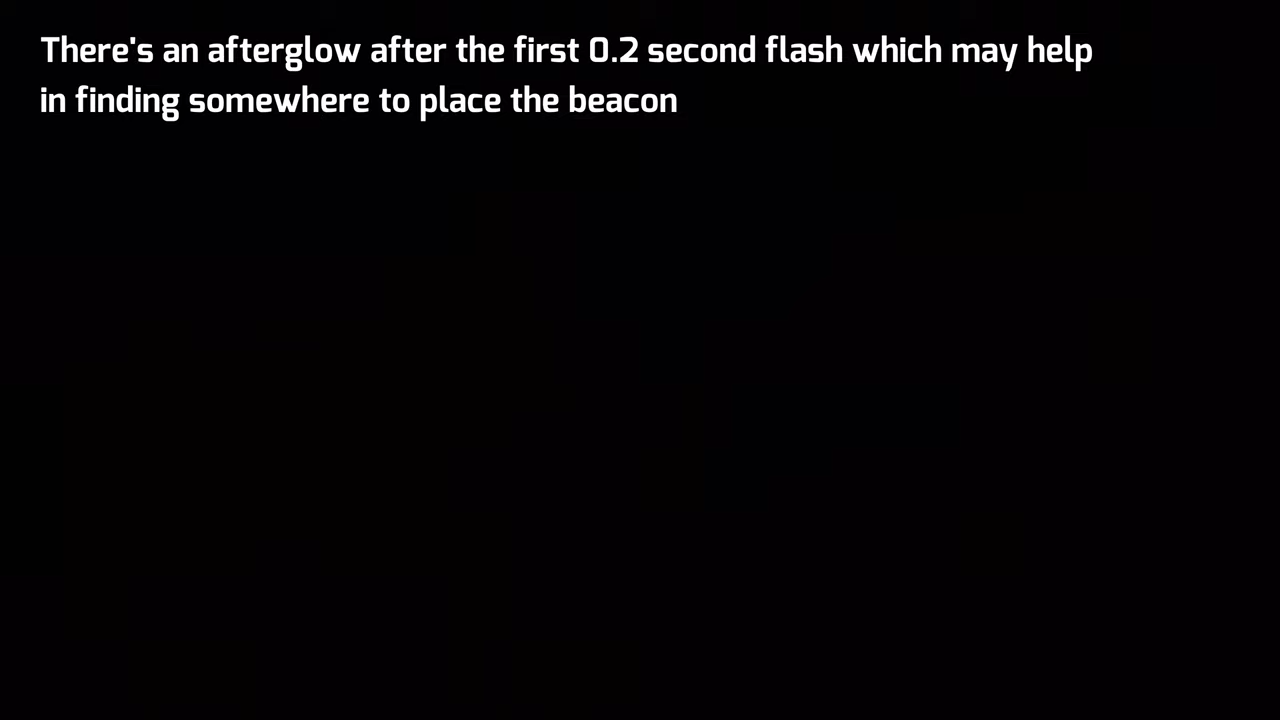 There's an afterglow after the first 0.2 second flash which may help
in finding somewhere to place the beacon